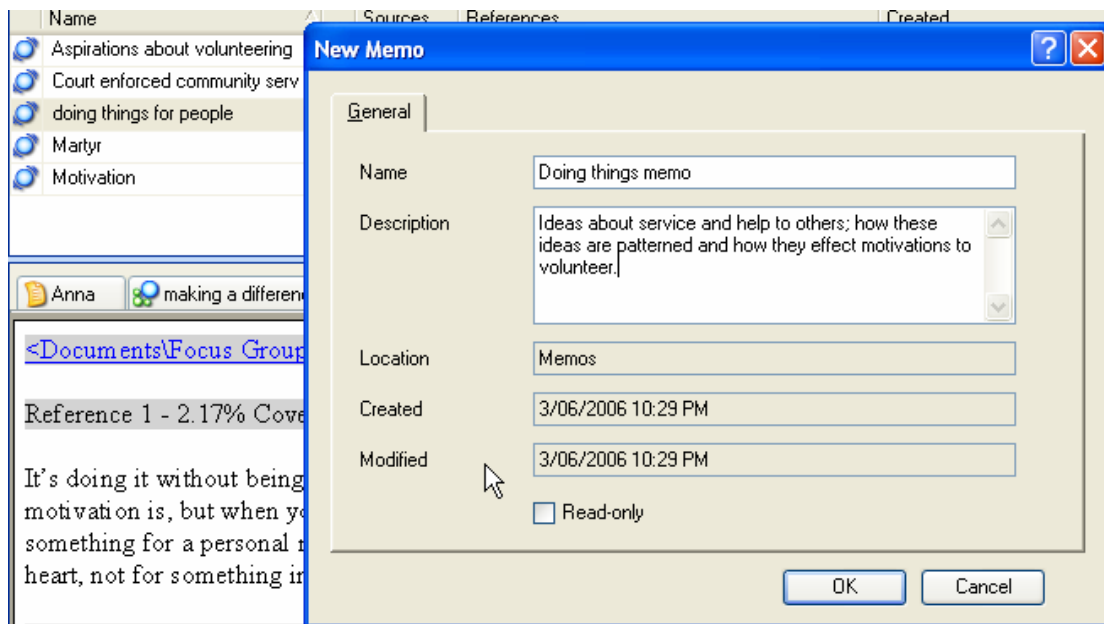 Name Sources References Created
Aspirations about volunteering
Court enforced community serv
doing things for people
Martyr
Motivation
Anna making a differen
<Documents\Focus Group
Reference 1 - 2.17% Cove
It's doing it without being
motivation is, but when yo
something for a personal r
heart, not for something in
New Memo
General
Name Doing things memo
Description Ideas about service and help to others; how these
ideas are patterned and how they effect motivations to
volunteer.
Location Memos
Created 3/06/2006 10:29 PM
Modified 3/06/2006 10:29 PM
Read-only
OK Cancel